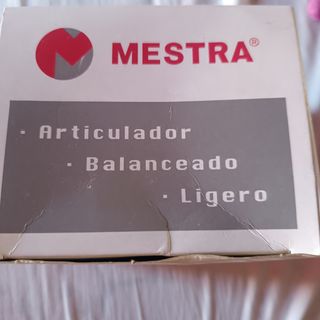 MESTRA®
· Articulador
· Balanceado
· Ligero